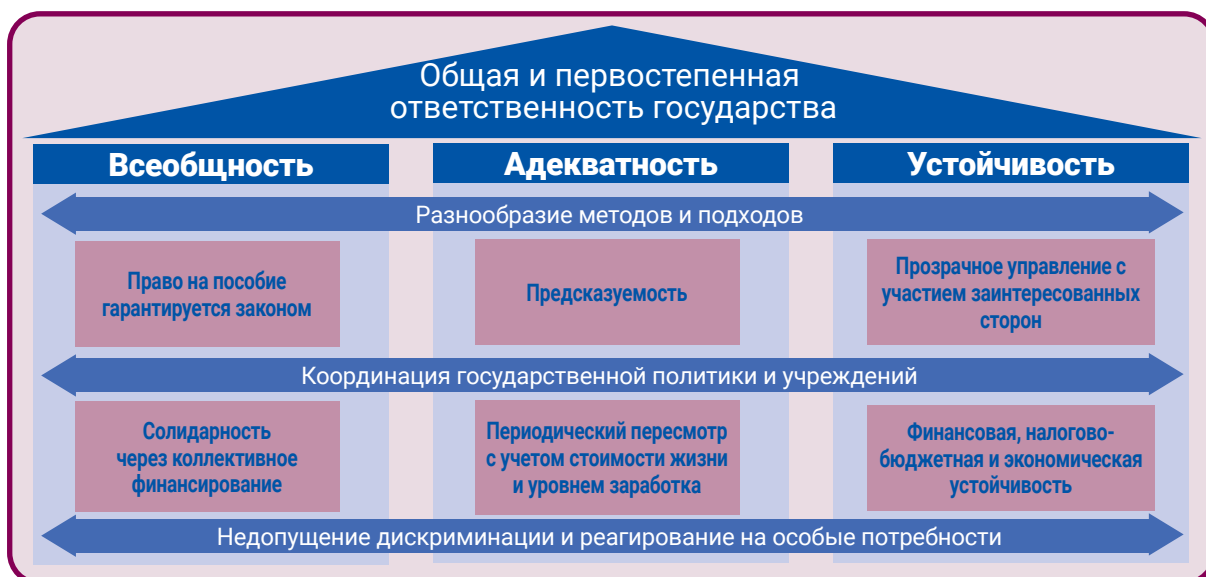 Общая и первостепенная
ответственность государства
Всеобщность
Адекватность
Устойчивость
Разнообразие методов и подходов
Право на пособие
гарантируется законом
Предсказуемость
Прозрачное управление с
участием заинтересованных
сторон
Координация государственной политики и учреждений
Солидарность
через коллективное
финансирование
Периодический пересмотр
с учетом стоимости жизни
и уровнем заработка
Финансовая, налогово-
бюджетная и экономическая
устойчивость
Недопущение дискриминации и реагирование на особые потребности